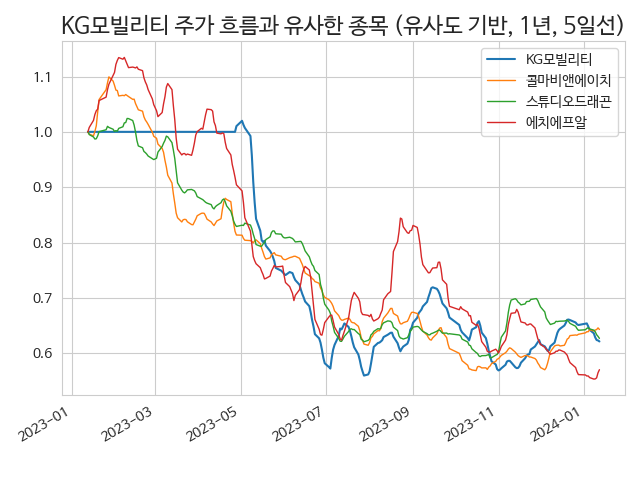 KG모빌리티 주가 흐름과 유사한 종목 (유사도 기반, 1년, 5일선)
KG모빌리티
콜마비앤에이치
스튜디오드래곤
에치에프알
1.1
1.0
0.9
0.8
0.7
0.6
2023-01
2023-03
2023-05
2023-07
2023-09
2023-11
2024-01